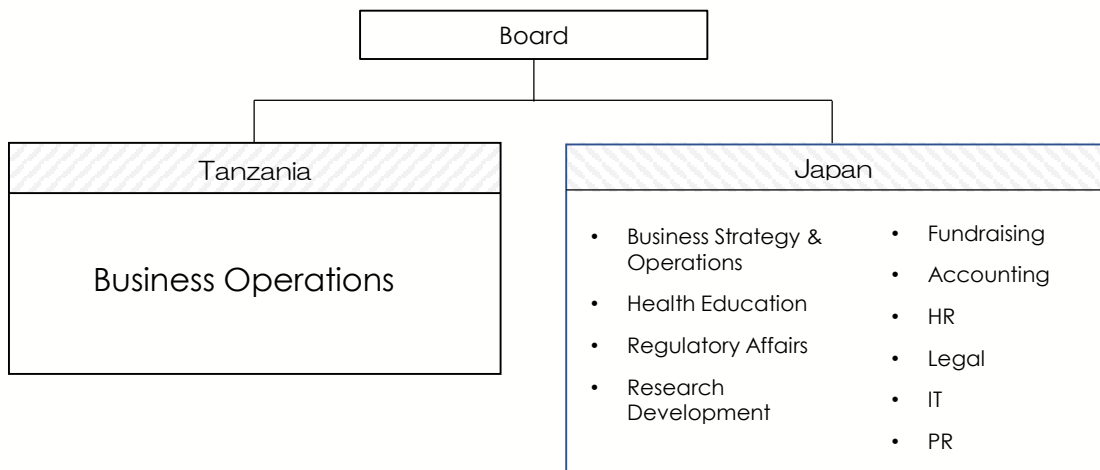 Board
Tanzania
Business Operations
Japan
• Business Strategy &
Operations
• Health Education
• Regulatory Affairs
• Research
Development
• Fundraising
• Accounting
• HR
• Legal
• IT
• PR